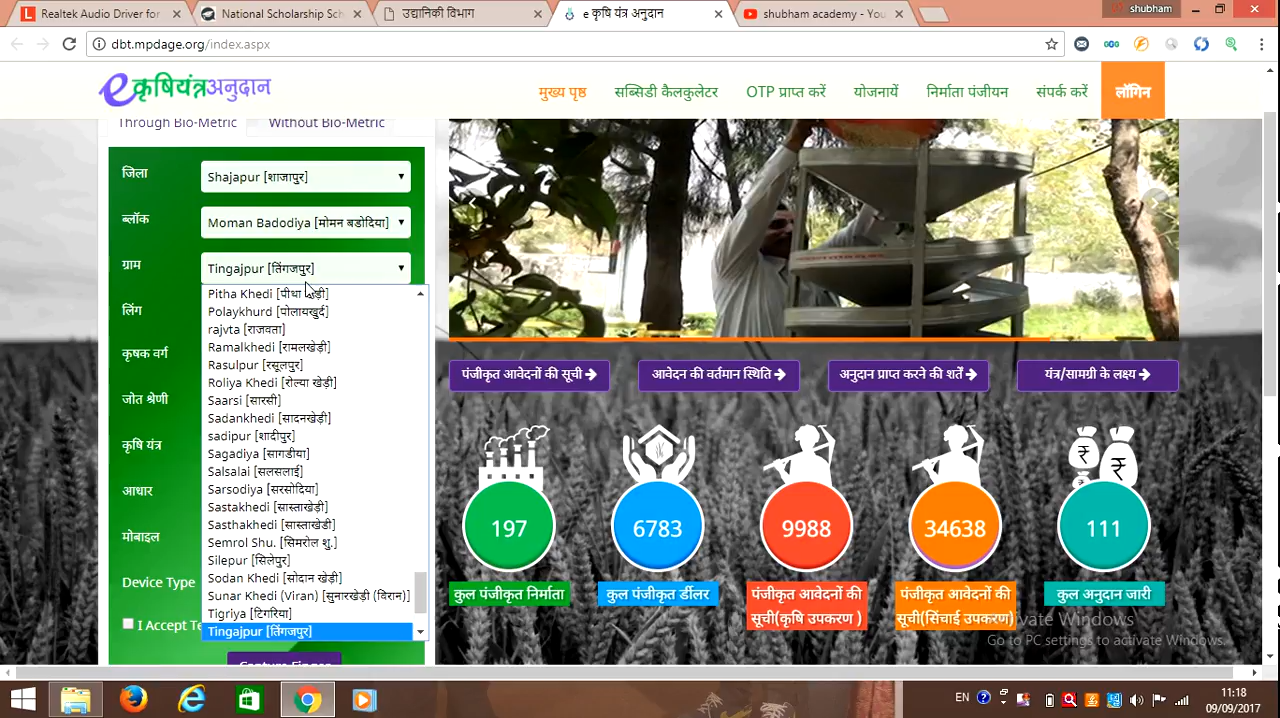 Realtek Audio Driver for
National Scholarship Sch
उद्यानिकी विभाग
e कृषि यंत्र अनुदान
shubham academy - You
shubham
dbt.mpdage.org/index.aspx
e कृषियंत्रअनुदान
मुख्य पृष्ठ
सब्सिडी कैलकुलेटर
OTP प्राप्त करें
योजनायें
निर्माता पंजीयन
संपर्क करें
लॉगिन
Through Bio-Metric
Without Bio-Metric
जिला
Shajapur [शाजापुर]
ब्लॉक
Moman Badodiya [मोमन बडोदिया]
ग्राम
Tingajpur [तिंगजपुर]
लिंग
कृषक वर्ग
जोत श्रेणी
कृषि यंत्र
आधार
मोबाइल
Device Type
I Accept Te
Pitha Khedi [पीथा खेड़ी]
Polaykhurd [पोलायखुर्द]
rajvta [राजवता]
Ramalkhedi [रामलखेड़ी]
Rasulpur [रसूलपुर]
Roliya Khedi [रोल्या खेड़ी]
Saarsi [सारसी]
Sadankhedi [सादनखेड़ी]
sadipur [शादीपुर]
Sagadiya [सागडीया]
Salsalai [सलसलाई]
Sarsodiya [सरसोदिया]
Sastakhedi [सास्ताखेड़ी]
Sasthakhedi [सास्ताखेडी]
Semrol Shu. [सिमरोल शु.]
Silepur [सिलेपुर]
Sodan Khedi [सोदान खेड़ी]
Sunar Khedi (Viran) [सुनारखेड़ी (विरान)]
Tigriya [टिगरिया]
Tingajpur [तिंगजपुर]
Capture Finger
पंजीकृत आवेदनों की सूची
आवेदन की वर्तमान स्थिति
अनुदान प्राप्त करने की शर्तें
यंत्र/सामग्री के लक्ष्य
197
6783
9988
34638
111
कुल पंजीकृत निर्माता
कुल पंजीकृत डीलर
पंजीकृत आवेदनों की
सूची(कृषि उपकरण )
पंजीकृत आवेदनों की
सूची(सिंचाई उपकरण)
कुल अनुदान जारी
vate Windows
Go to PC settings to activate Windows.
EN
11:18
09/09/2017